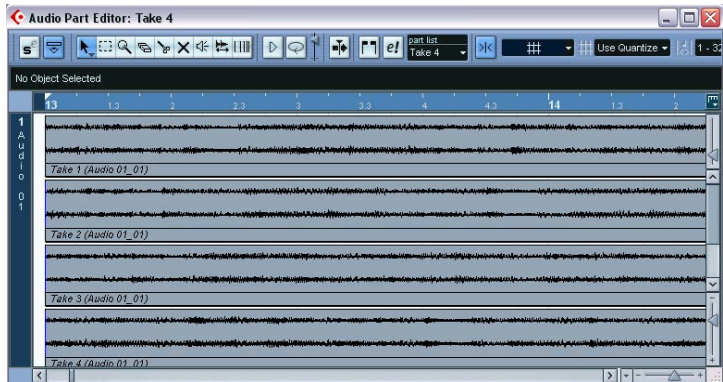 Audio Part Editor: Take 4
part list
Take 4
Use Quantize
1 - 32
No Object Selected
13 1.3 2 2.3 3 3.3 4 4.3 14 1.3 2
1 Audio 01
Take 1 (Audio 01_01)
Take 2 (Audio 01_01)
Take 3 (Audio 01_01)
Take 4 (Audio 01_01)